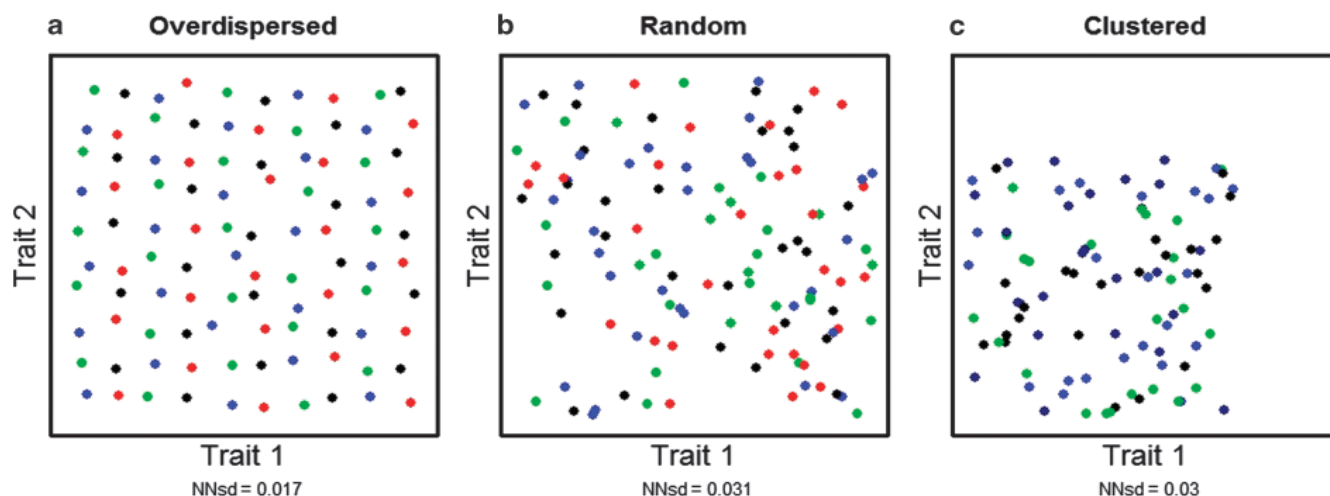 a Overdispersed
b Random
c Clustered
Trait 2
Trait 1
NNsd = 0.017
Trait 2
Trait 1
NNsd = 0.031
Trait 2
Trait 1
NNsd = 0.03